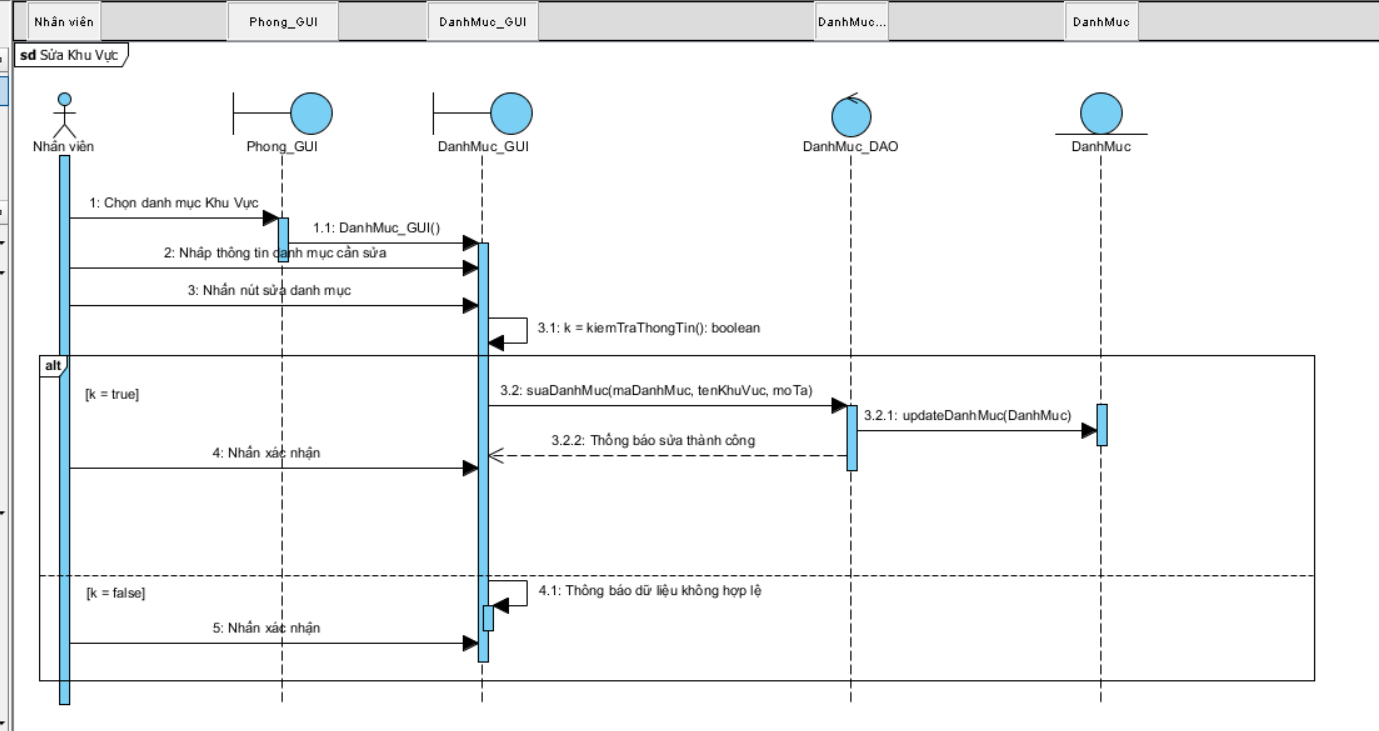 Nhân viên
Phong_GUI
DanhMuc_GUI
DanhMuc...
DanhMuc
sd Sửa Khu Vực
Nhân viên
Phong_GUI
DanhMuc_GUI
DanhMuc_DAO
DanhMuc
1: Chọn danh mục Khu Vực
1.1: DanhMuc_GUI()
2: Nhập thông tin danh mục cần sửa
3: Nhấn nút sửa danh mục
3.1: k = kiemTraThongTin(): boolean
alt
[k = true]
3.2: suaDanhMuc(maDanhMuc, tenKhuVuc, moTa)
3.2.1: updateDanhMuc(DanhMuc)
3.2.2: Thông báo sửa thành công
4: Nhấn xác nhận
[k = false]
4.1: Thông báo dữ liệu không hợp lệ
5: Nhấn xác nhận